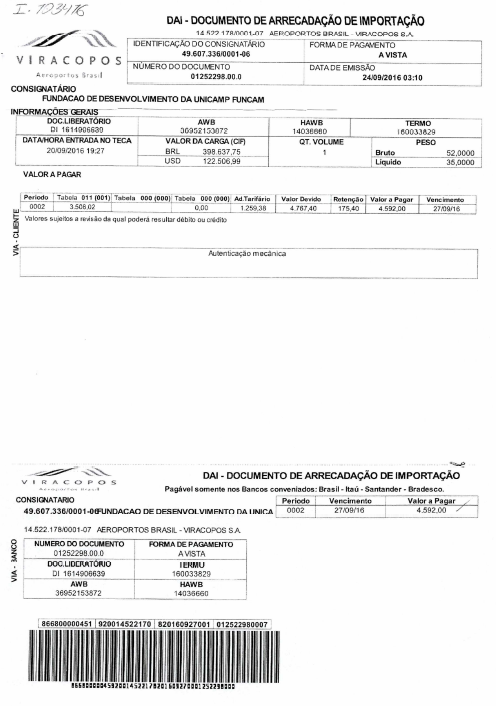 I-103476
DAI - DOCUMENTO DE ARRECADAÇÃO DE IMPORTAÇÃO
14.522.178/0001-07 AEROPORTOS BRASIL - VIRACOPOS S.A.
VIRACOPOS
Aeroportos Brasil
IDENTIFICAÇÃO DO CONSIGNATÁRIO
49.607.336/0001-06
FORMA DE PAGAMENTO
A VISTA
NÚMERO DO DOCUMENTO
01252298.00.0
DATA DE EMISSÃO
24/09/2016 03:10
CONSIGNATÁRIO
FUNDACAO DE DESENVOLVIMENTO DA UNICAMP FUNCAM
INFORMAÇÕES GERAIS
DOC.LIBERATÓRIO AWB HAWB TERMO
DI 1614906639 36952153872 14036660 160033829
DATA/HORA ENTRADA NO TECA VALOR DA CARGA (CIF) QT. VOLUME PESO
20/09/2016 19:27 BRL 398.637,75 1 Bruto 52,0000
USD 122.506,99 Líquido 35,0000
VALOR A PAGAR
Período Tabela 011 (001) Tabela 000 (000) Tabela 000 (000) Ad.Tarifário Valor Devido Retenção Valor a Pagar Vencimento
0002 3.508,02 0,00 1.259,38 4.767,40 175,40 4.592,00 27/09/16
Valores sujeitos a revisão da qual poderá resultar débito ou crédito
VIA - CLIENTE
Autenticação mecânica
VIRACOPOS
Aeroportos Brasil
DAI - DOCUMENTO DE ARRECADAÇÃO DE IMPORTAÇÃO
Pagável somente nos Bancos conveniados: Brasil - Itaú - Santander - Bradesco.
CONSIGNATARIO
49.607.336/0001-06FUNDACAO DE DESENVOLVIMENTO DA UNICA
Período Vencimento Valor a Pagar
0002 27/09/16 4.592,00
14.522.178/0001-07 AEROPORTOS BRASIL - VIRACOPOS S.A.
VIA - BANCO
NUMERO DO DOCUMENTO FORMA DE PAGAMENTO
01252298.00.0 A VISTA
DOC.LIBERATÓRIO TERMO
DI 1614906639 160033829
AWB HAWB
36952153872 14036660
866800000451 920014522170 820160927001 012522980007
86680000045920014522178201609270001252298000